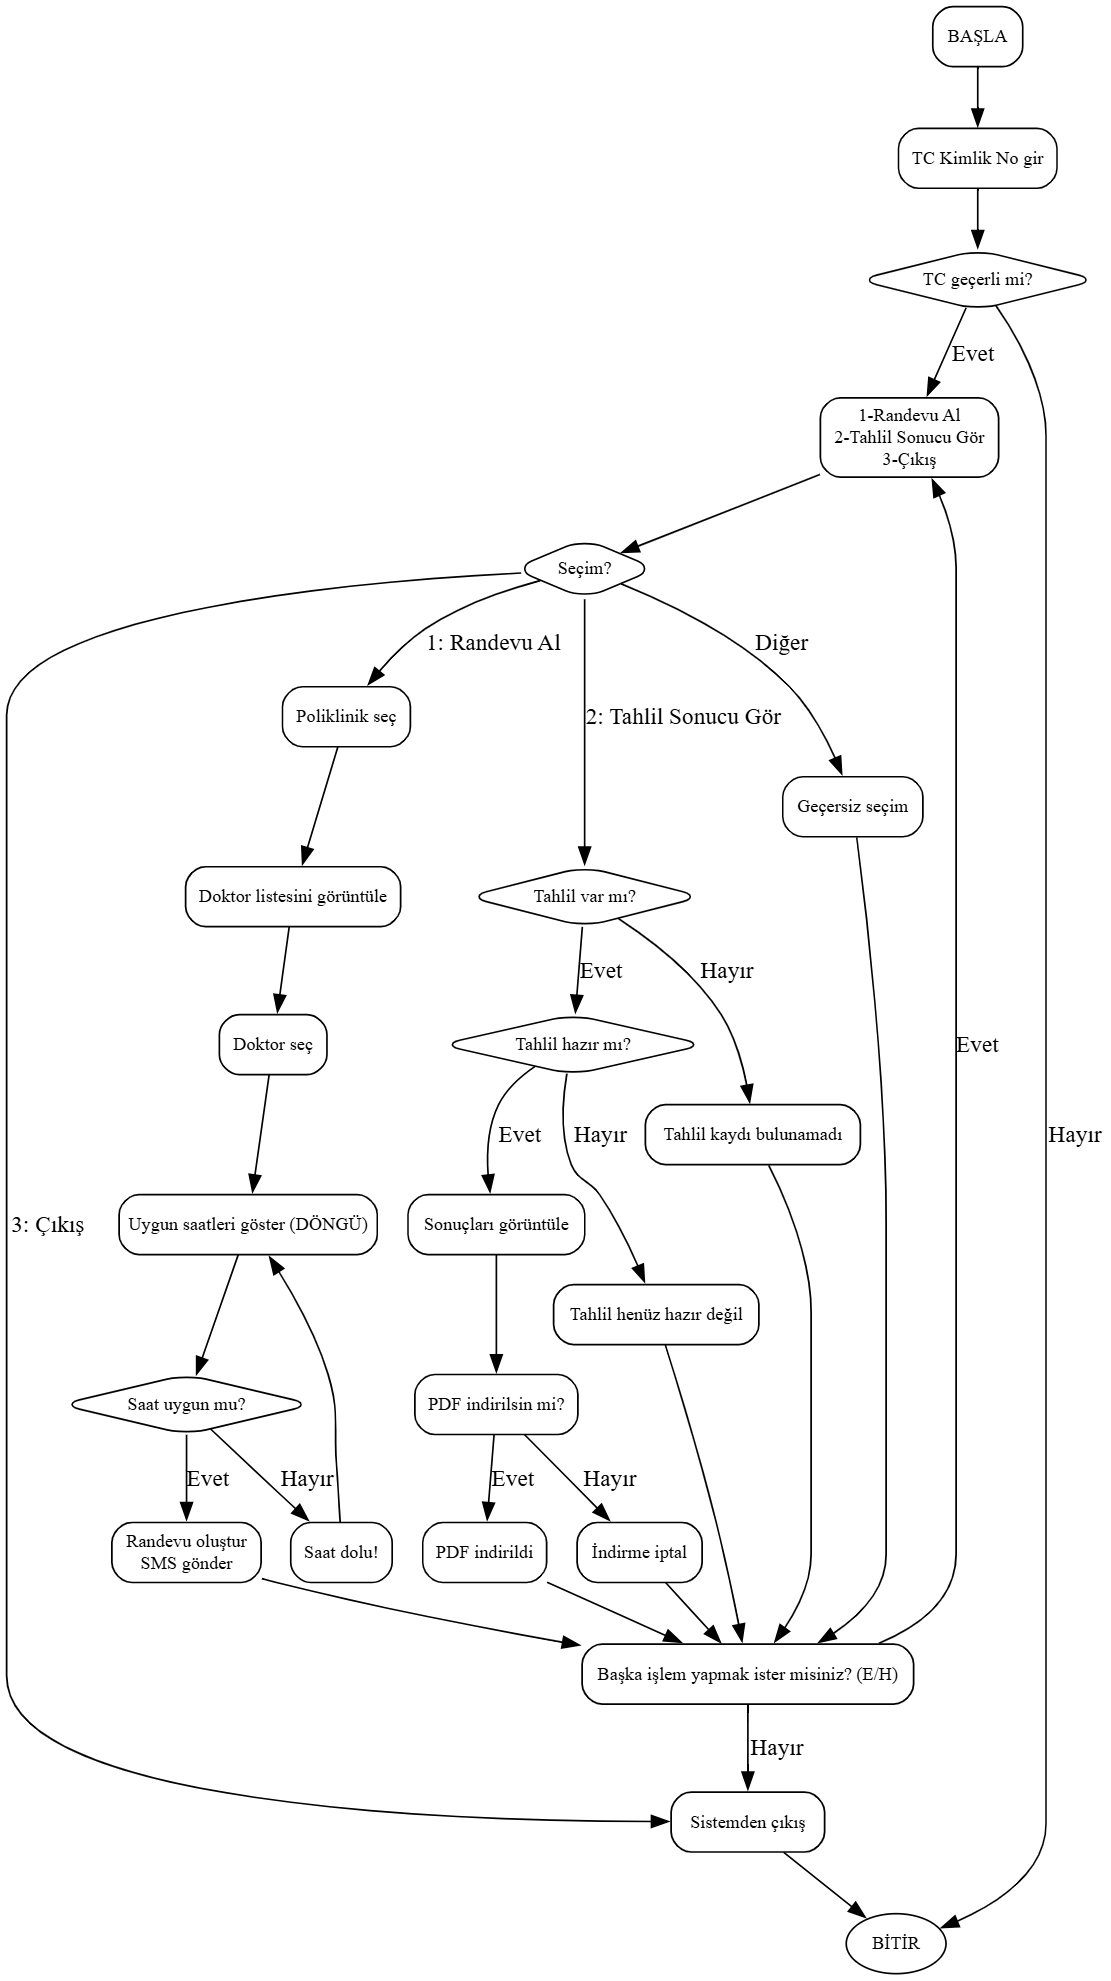 BAŞLA
TC Kimlik No gir
TC geçerli mi?
Evet
1-Randevu Al
2-Tahlil Sonucu Gör
3-Çıkış
Seçim?
1: Randevu Al
Diğer
Poliklinik seç
2: Tahlil Sonucu Gör
Geçersiz seçim
Doktor listesini görüntüle
Tahlil var mı?
Evet
Hayır
Doktor seç
Tahlil hazır mı?
Evet
Evet
Hayır
Tahlil kaydı bulunamadı
Hayır
3: Çıkış
Uygun saatleri göster (DÖNGÜ)
Sonuçları görüntüle
Tahlil henüz hazır değil
Saat uygun mu?
PDF indirilsin mi?
Evet
Hayır
Evet
Hayır
Randevu oluştur
SMS gönder
Saat dolu!
PDF indirildi
İndirme iptal
Başka işlem yapmak ister misiniz? (E/H)
Hayır
Sistemden çıkış
BİTİR